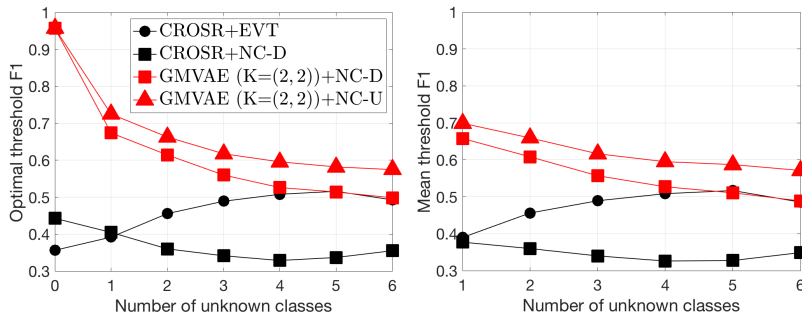 Optimal threshold F1
1
0.9
0.8
0.7
0.6
0.5
0.4
0.3
CROSR+EVT
CROSR+NC-D
GMVAE (K=(2,2))+NC-D
GMVAE (K=(2,2))+NC-U
0 1 2 3 4 5 6
Number of unknown classes
Mean threshold F1
1
0.9
0.8
0.7
0.6
0.5
0.4
0.3
1 2 3 4 5 6
Number of unknown classes